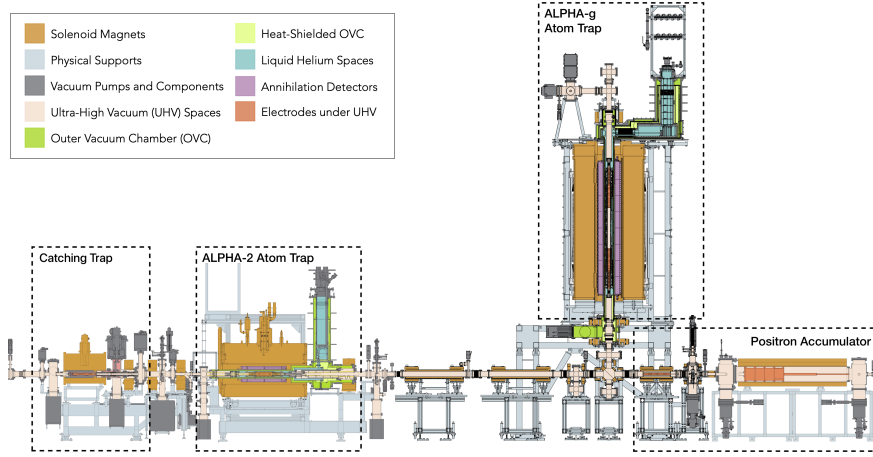 Solenoid Magnets
Physical Supports
Vacuum Pumps and Components
Ultra-High Vacuum (UHV) Spaces
Outer Vacuum Chamber (OVC)
Heat-Shielded OVC
Liquid Helium Spaces
Annihilation Detectors
Electrodes under UHV
ALPHA-g
Atom Trap
Catching Trap
ALPHA-2 Atom Trap
Positron Accumulator